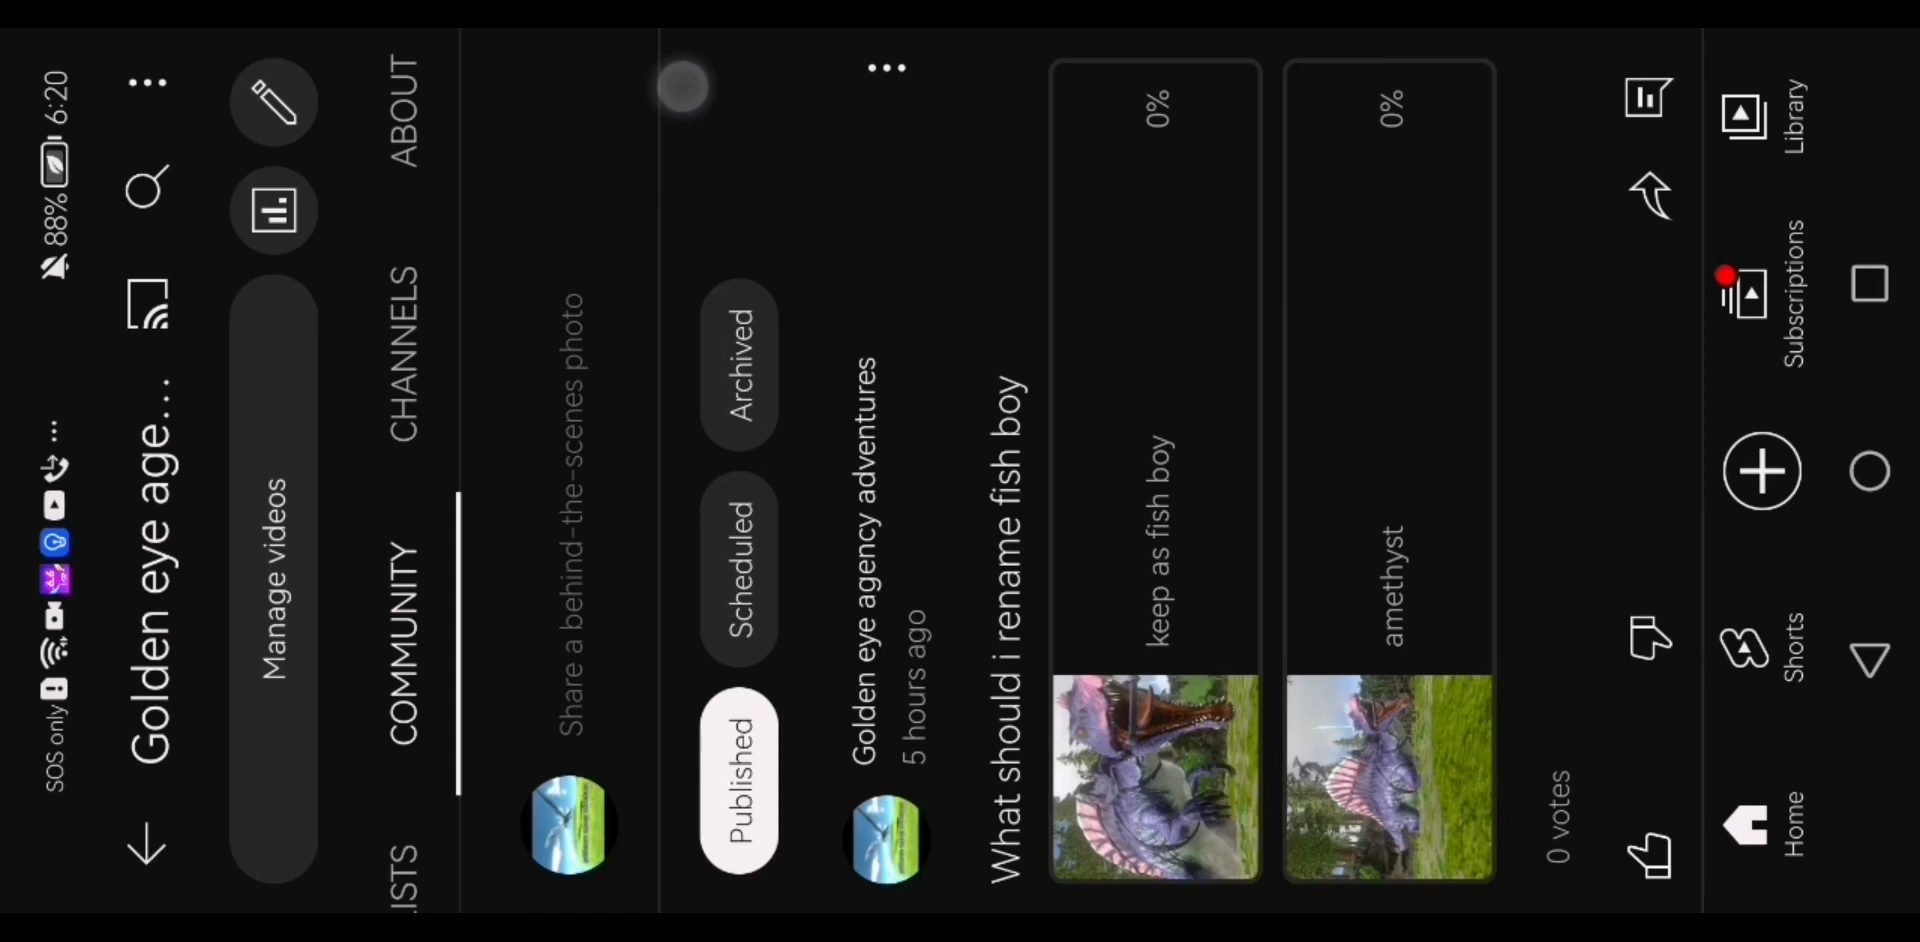 SOS only 88% 6:20
Golden eye age...
Manage videos
LISTS COMMUNITY CHANNELS ABOUT
Share a behind-the-scenes photo
Published Scheduled Archived
Golden eye agency adventures
5 hours ago
What should i rename fish boy
keep as fish boy 0%
amethyst 0%
0 votes
Home Shorts Subscriptions Library